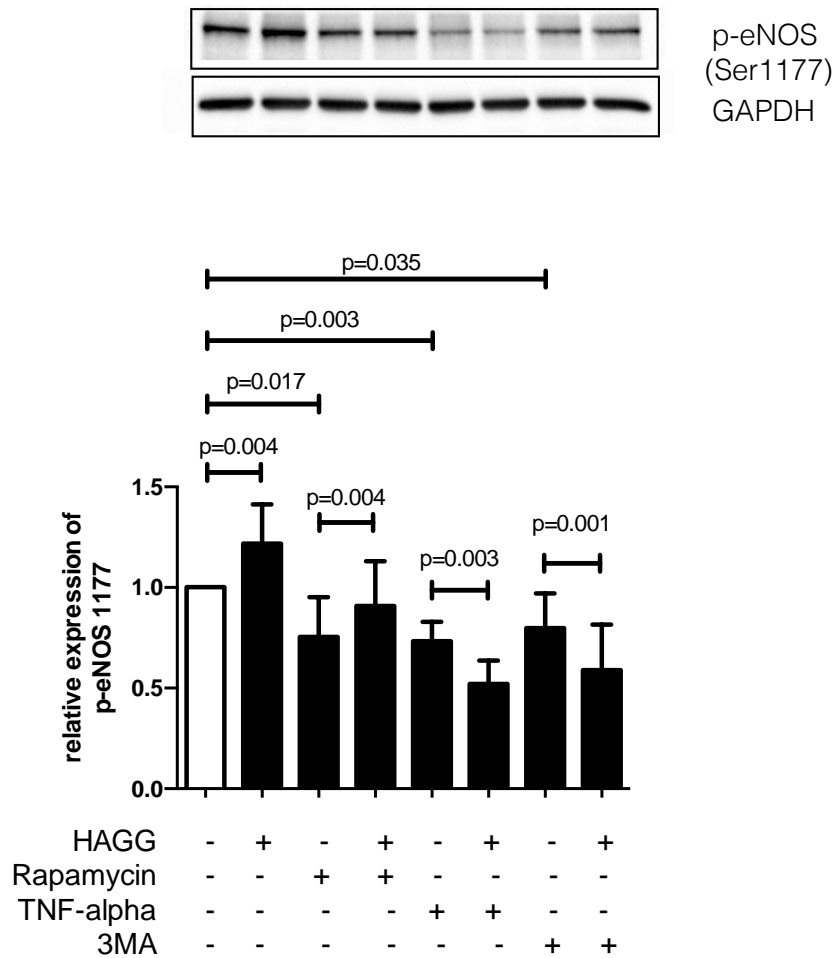 p-eNOS
(Ser1177)
GAPDH
p=0.035
p=0.003
p=0.017
p=0.004
p=0.004
p=0.003
p=0.001
relative expression of
p-eNOS 1177
1.5
1.0
0.5
0.0
HAGG - + - + - + - +
Rapamycin - - + + - - - -
TNF-alpha - - - - + + - -
3MA - - - - - - + +